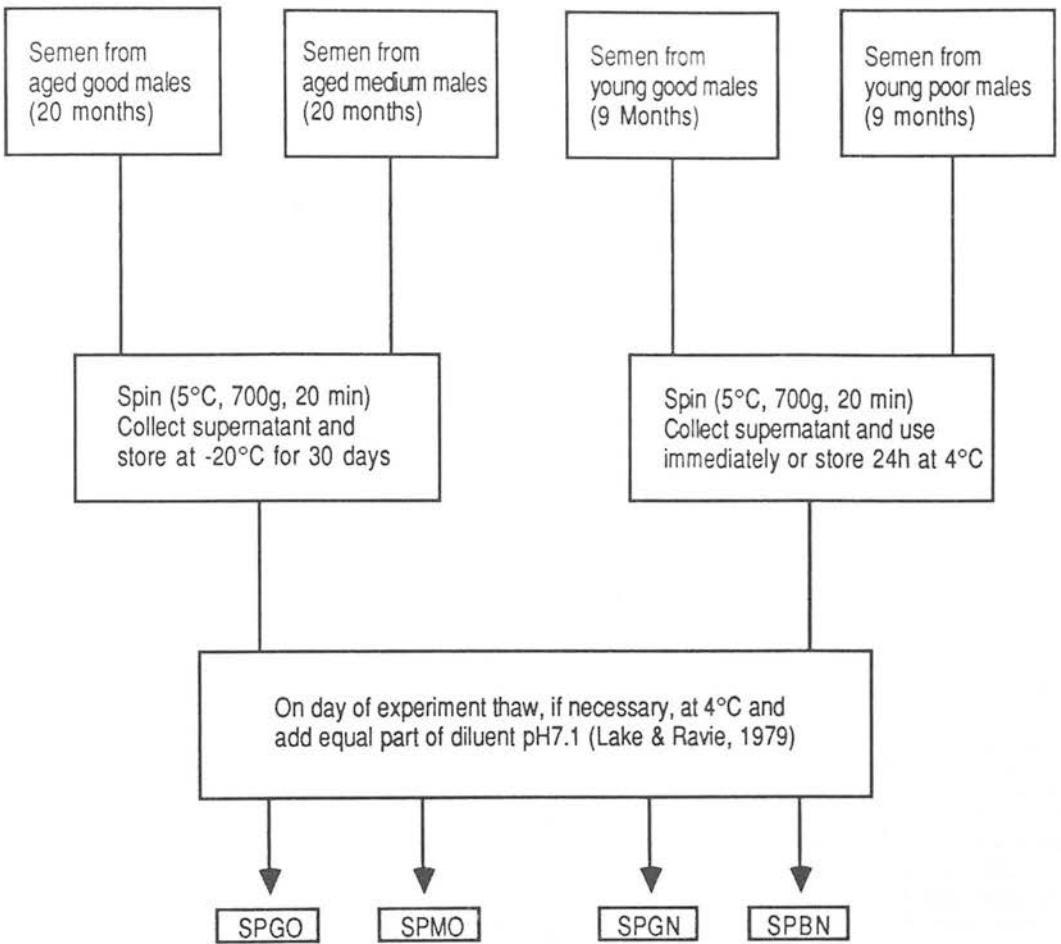 Semen from
aged good males
(20 months)
Semen from
aged medium males
(20 months)
Semen from
young good males
(9 Months)
Semen from
young poor males
(9 months)
Spin (5°C, 700g, 20 min)
Collect supernatant and
store at -20°C for 30 days
Spin (5°C, 700g, 20 min)
Collect supernatant and use
immediately or store 24h at 4°C
On day of experiment thaw, if necessary, at 4°C and
add equal part of diluent pH7.1 (Lake & Ravie, 1979)
SPGO
SPMO
SPGN
SPBN